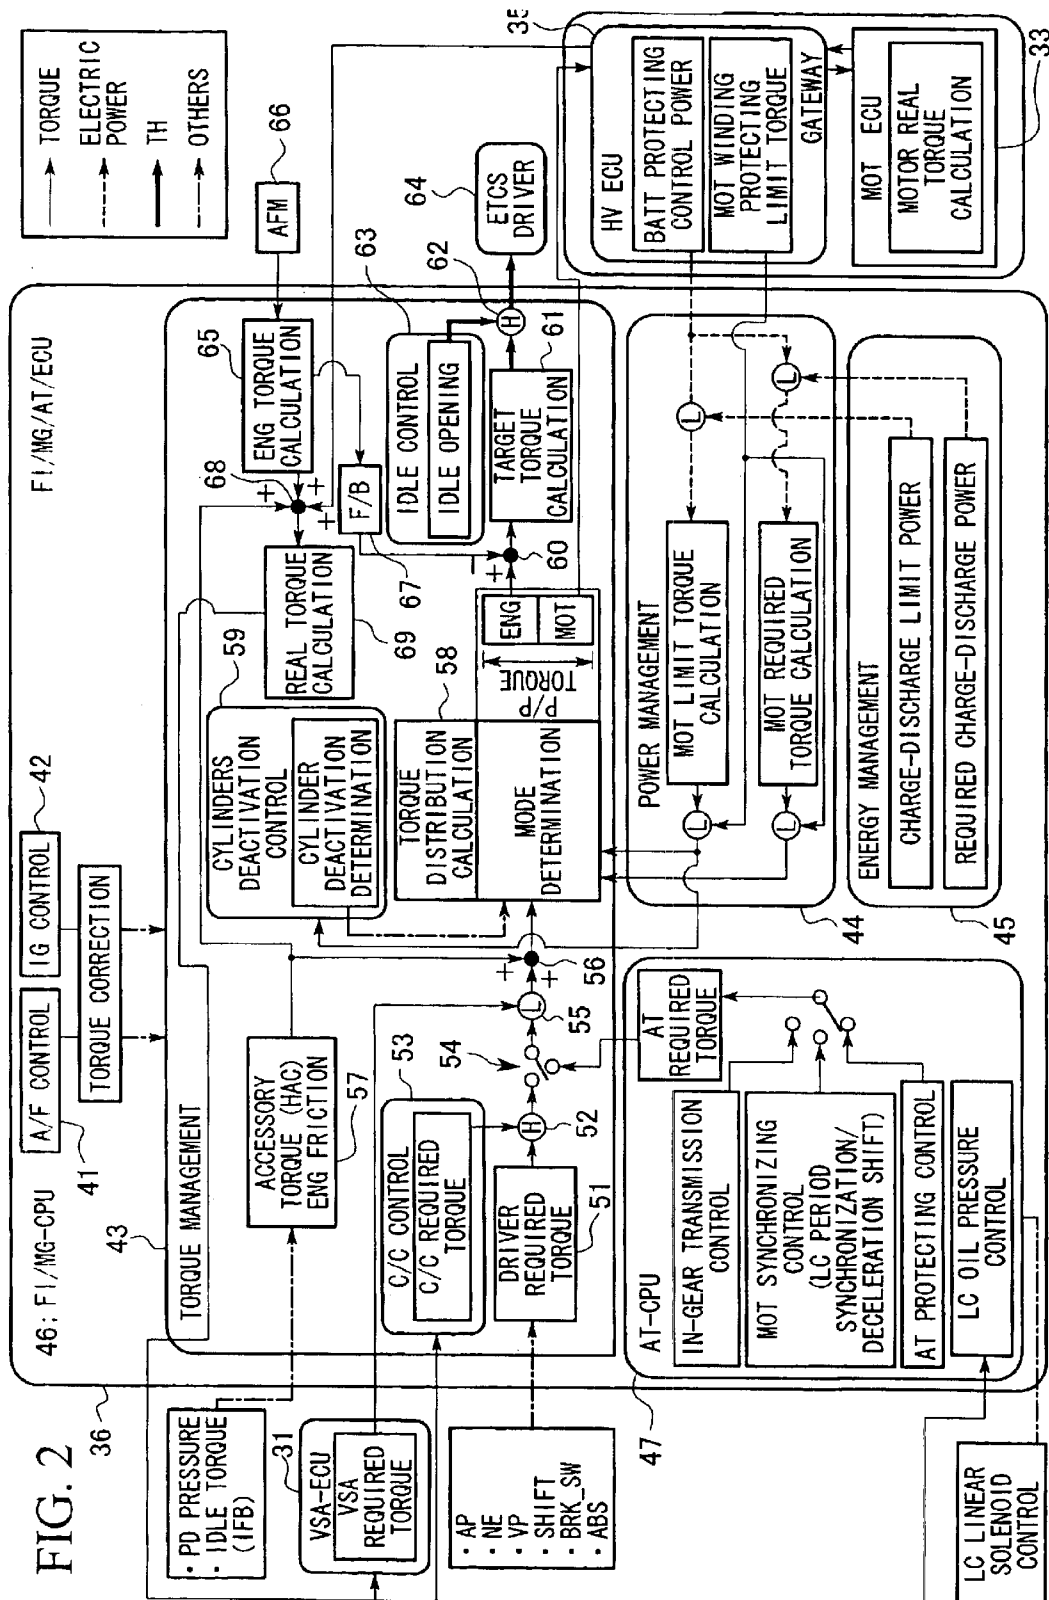 FIG. 2
TORQUE
ELECTRIC
POWER
TH
OTHERS
46: FI/MG-CPU
FI/MG/AT/ECU
36
A/F CONTROL
IG CONTROL
42
TORQUE CORRECTION
41
43
TORQUE MANAGEMENT
· PD PRESSURE
· IDLE TORQUE
(IFB)
ACCESSORY
TORQUE (HAC)
ENG FRICTION
57
VSA-ECU
31
VSA
REQUIRED
TORQUE
C/C CONTROL
53
C/C REQUIRED
TORQUE
· AP
· NE
· VP
· SHIFT
· BRK_SW
· ABS
DRIVER
REQUIRED
TORQUE
51
H
52
54
L
55
+
+
56
CYLINDERS
DEACTIVATION
CONTROL
59
CYLINDER
DEACTIVATION
DETERMINATION
TORQUE
DISTRIBUTION
CALCULATION
58
MODE
DETERMINATION
P/P
TORQUE
ENG
MOT
REAL TORQUE
CALCULATION
69
68
+
+
+
ENG TORQUE
CALCULATION
65
AFM
66
F/B
67
−
+
60
IDLE CONTROL
63
IDLE OPENING
TARGET
TORQUE
CALCULATION
61
H
62
ETCS
DRIVER
64
HV ECU
35
BATT PROTECTING
CONTROL POWER
MOT WINDING
PROTECTING
LIMIT TORQUE
GATEWAY
MOT ECU
MOTOR REAL
TORQUE
CALCULATION
33
POWER MANAGEMENT
44
MOT LIMIT TORQUE
CALCULATION
MOT REQUIRED
TORQUE CALCULATION
L
L
L
L
ENERGY MANAGEMENT
45
CHARGE-DISCHARGE LIMIT POWER
REQUIRED CHARGE-DISCHARGE POWER
AT-CPU
47
AT
REQUIRED
TORQUE
IN-GEAR TRANSMISSION
CONTROL
MOT SYNCHRONIZING
CONTROL
(LC PERIOD
SYNCHRONIZATION/
DECELERATION SHIFT)
AT PROTECTING CONTROL
LC OIL PRESSURE
CONTROL
LC LINEAR
SOLENOID
CONTROL